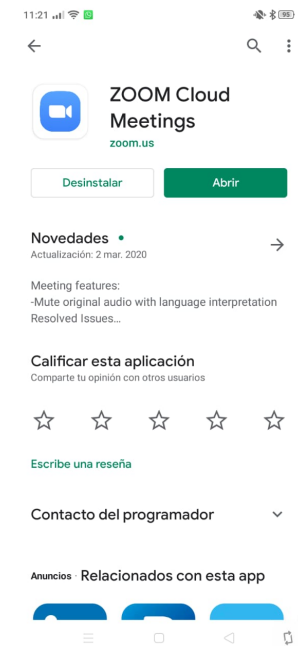 11:21
95
ZOOM Cloud
Meetings
zoom.us
Desinstalar
Abrir
Novedades •
Actualización: 2 mar. 2020
Meeting features:
-Mute original audio with language interpretation
Resolved Issues...
Calificar esta aplicación
Comparte tu opinión con otros usuarios
Escribe una reseña
Contacto del programador
Anuncios · Relacionados con esta app